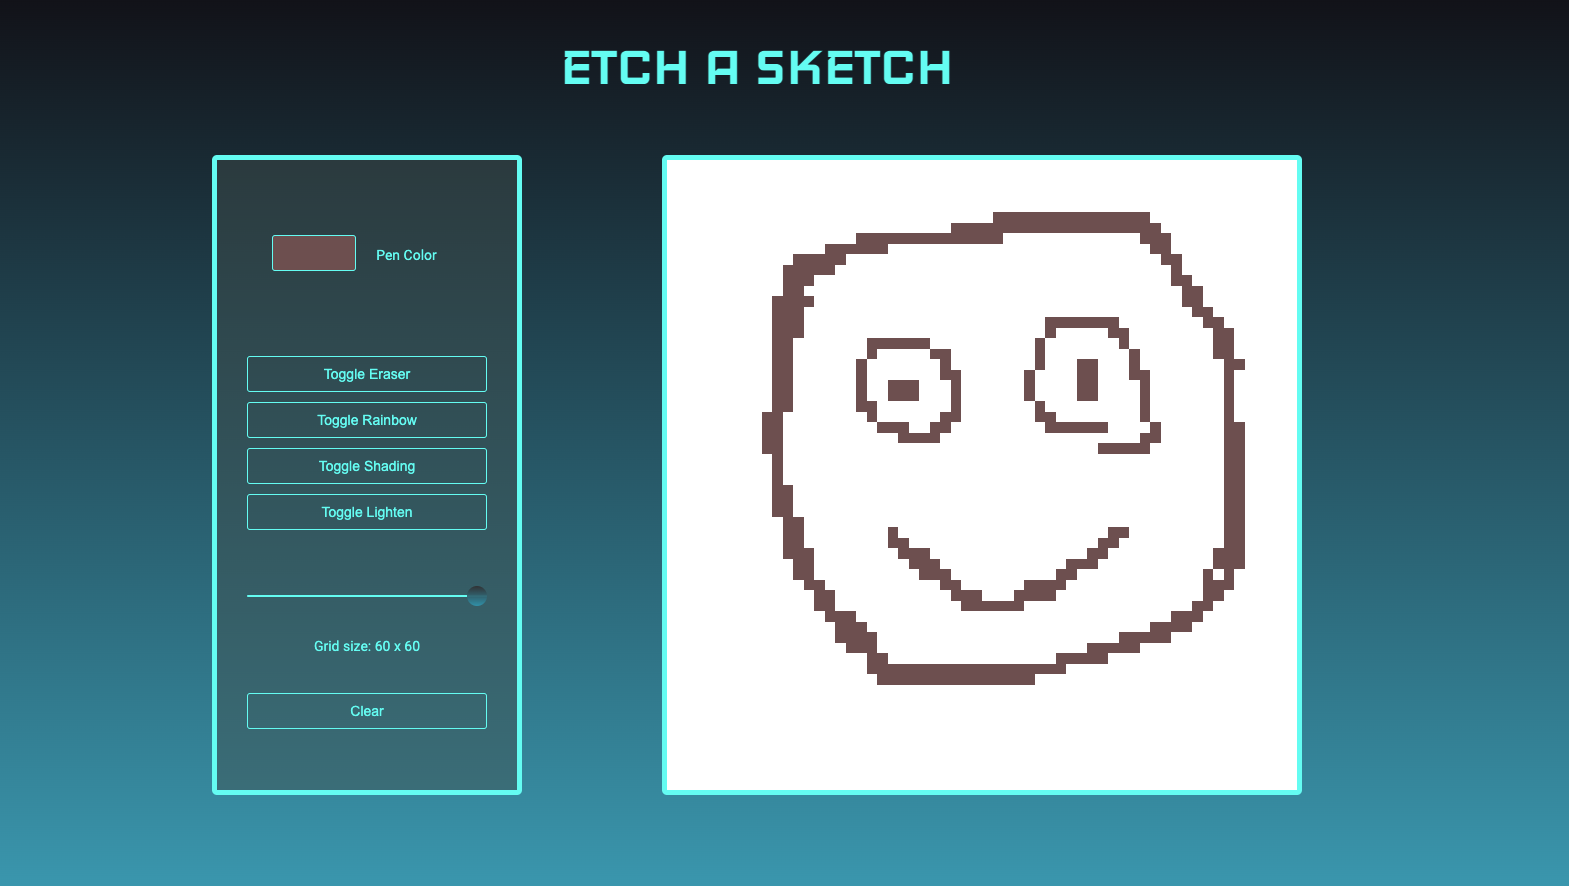 ETCH A SKETCH
Pen Color
Toggle Eraser
Toggle Rainbow
Toggle Shading
Toggle Lighten
Grid size: 60 x 60
Clear